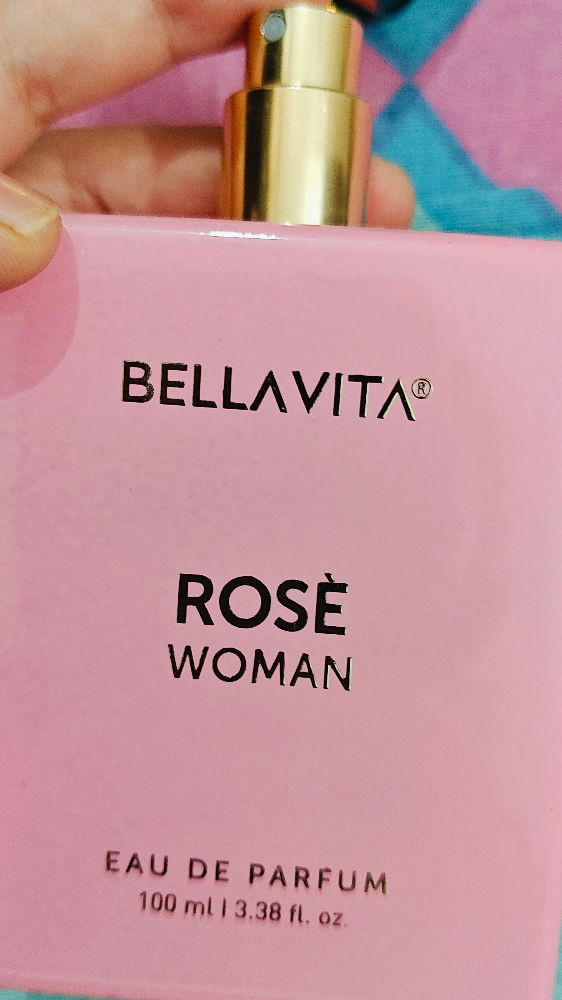 BELLAVITA®
ROSÈ
WOMAN
EAU DE PARFUM
100 ml | 3.38 fl. oz.